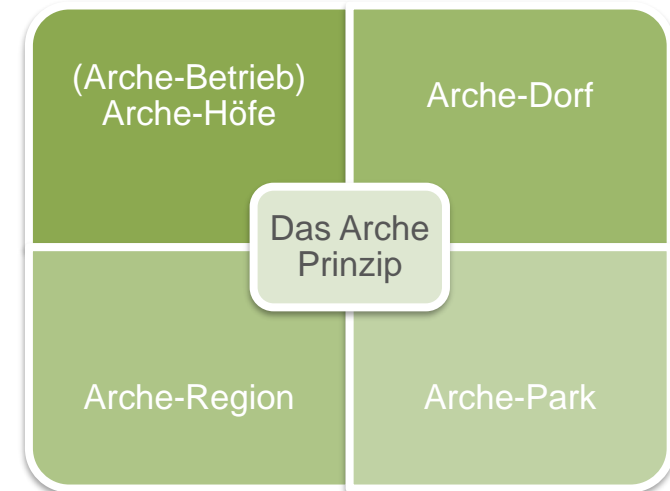 (Arche-Betrieb)
Arche-Höfe
Arche-Dorf
Das Arche
Prinzip
Arche-Region
Arche-Park